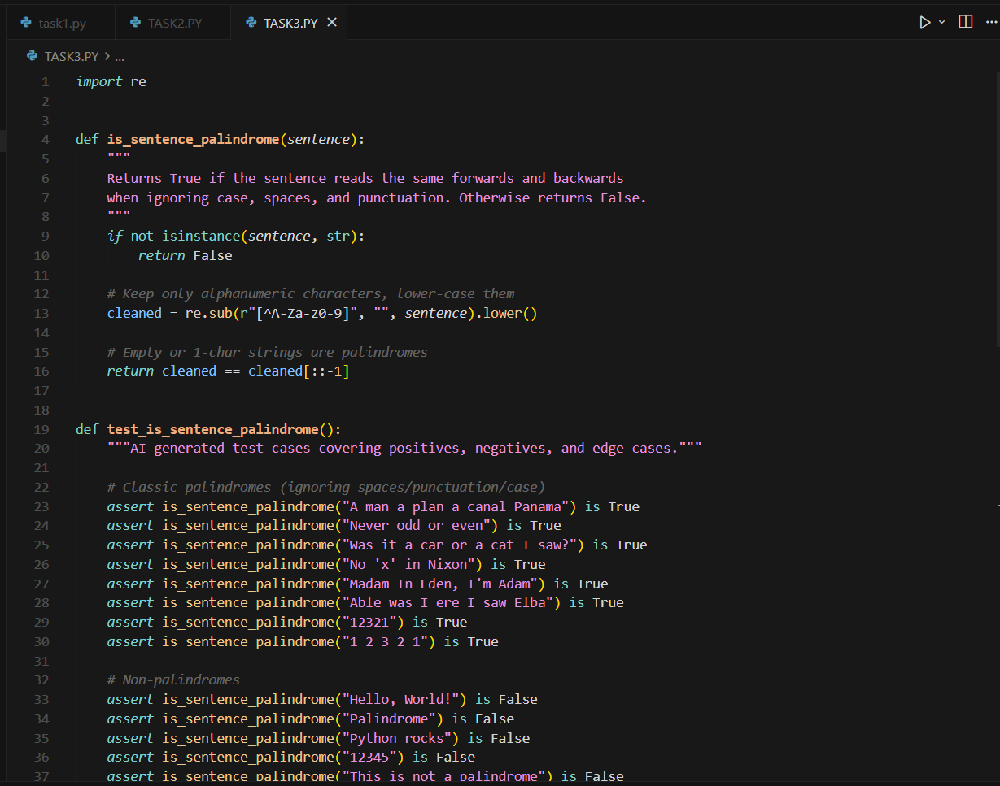 task1.py TASK2.PY TASK3.PY
TASK3.PY > ...
1 import re
2
3
4 def is_sentence_palindrome(sentence):
5     """
6     Returns True if the sentence reads the same forwards and backwards
7     when ignoring case, spaces, and punctuation. Otherwise returns False.
8     """
9     if not isinstance(sentence, str):
10         return False
11
12     # Keep only alphanumeric characters, lower-case them
13     cleaned = re.sub(r"[^A-Za-z0-9]", "", sentence).lower()
14
15     # Empty or 1-char strings are palindromes
16     return cleaned == cleaned[::-1]
17
18
19 def test_is_sentence_palindrome():
20     """AI-generated test cases covering positives, negatives, and edge cases."""
21
22     # Classic palindromes (ignoring spaces/punctuation/case)
23     assert is_sentence_palindrome("A man a plan a canal Panama") is True
24     assert is_sentence_palindrome("Never odd or even") is True
25     assert is_sentence_palindrome("Was it a car or a cat I saw?") is True
26     assert is_sentence_palindrome("No 'x' in Nixon") is True
27     assert is_sentence_palindrome("Madam In Eden, I'm Adam") is True
28     assert is_sentence_palindrome("Able was I ere I saw Elba") is True
29     assert is_sentence_palindrome("12321") is True
30     assert is_sentence_palindrome("1 2 3 2 1") is True
31
32     # Non-palindromes
33     assert is_sentence_palindrome("Hello, World!") is False
34     assert is_sentence_palindrome("Palindrome") is False
35     assert is_sentence_palindrome("Python rocks") is False
36     assert is_sentence_palindrome("12345") is False
37     assert is_sentence_palindrome("This is not a palindrome") is False